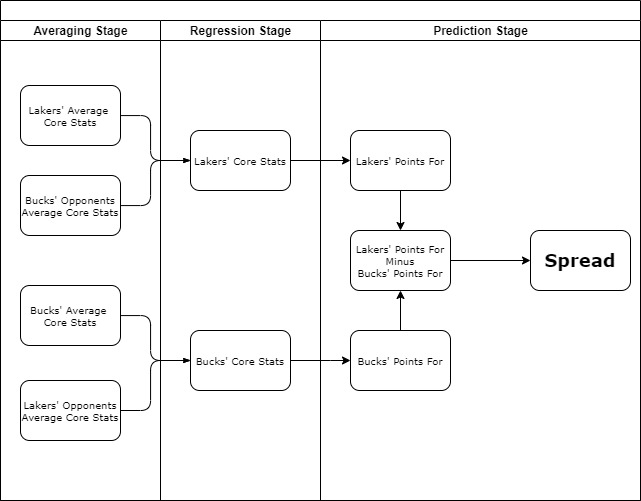 Averaging Stage
Regression Stage
Prediction Stage
Lakers' Average
Core Stats
Bucks' Opponents
Average Core Stats
Lakers' Core Stats
Lakers' Points For
Lakers' Points For
Minus
Bucks' Points For
Spread
Bucks' Average
Core Stats
Lakers' Opponents
Average Core Stats
Bucks' Core Stats
Bucks' Points For